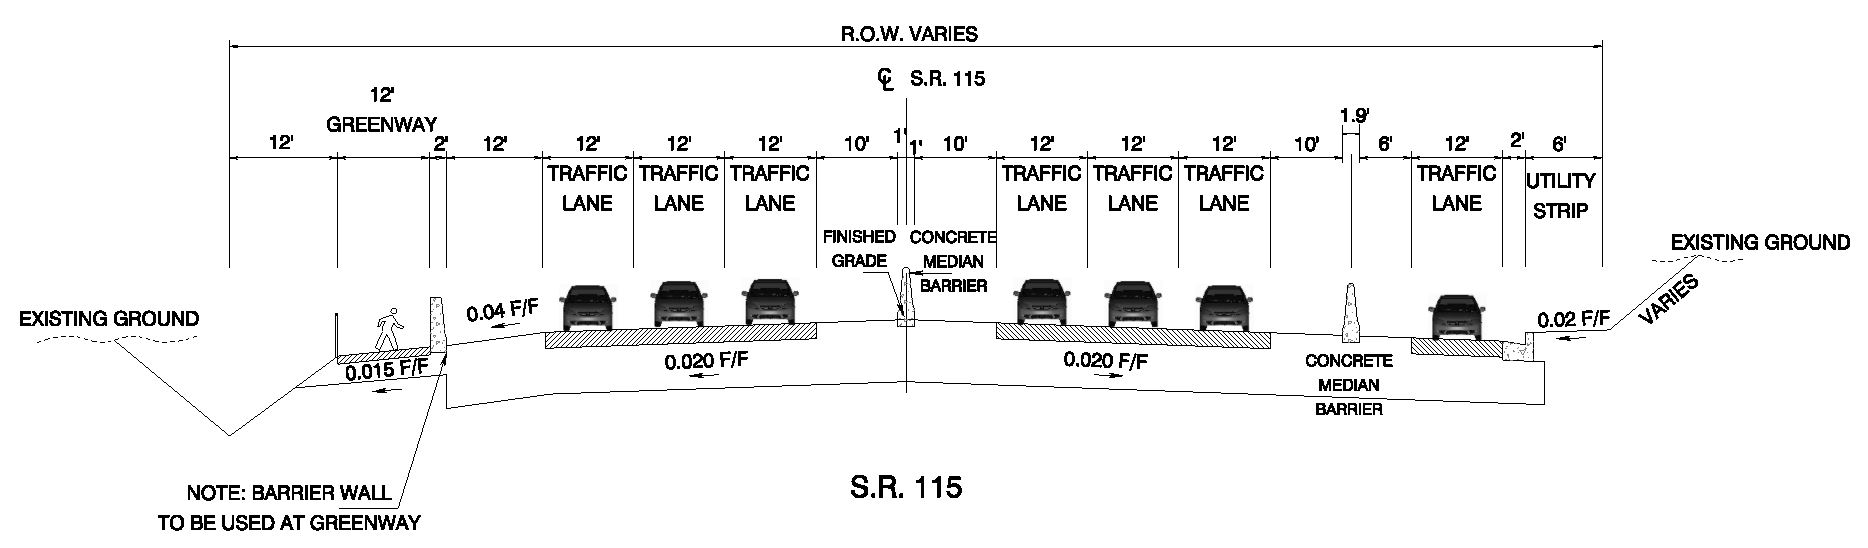 R.O.W. VARIES
℄ S.R. 115
12'
GREENWAY
1.9'
12' 2' 12' 12' 12' 12' 10' 1' 1' 10' 12' 12' 12' 10' 6' 12' 2' 6'
TRAFFIC TRAFFIC TRAFFIC TRAFFIC TRAFFIC TRAFFIC TRAFFIC UTILITY
LANE LANE LANE LANE LANE LANE LANE STRIP
FINISHED CONCRETE
GRADE MEDIAN
BARRIER
EXISTING GROUND
EXISTING GROUND
0.04 F/F
0.02 F/F
VARIES
0.015 F/F
0.020 F/F
0.020 F/F
CONCRETE
MEDIAN
BARRIER
NOTE: BARRIER WALL
TO BE USED AT GREENWAY
S.R. 115